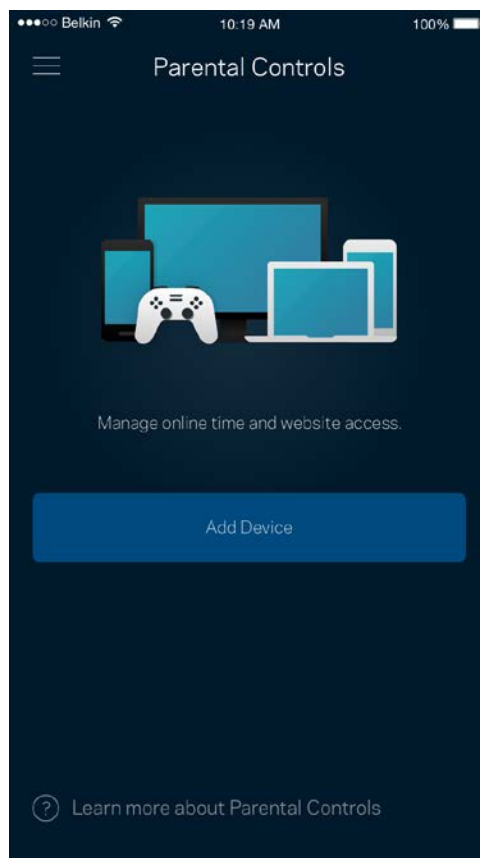 ●●●○○ Belkin 10:19 AM 100%
Parental Controls
Manage online time and website access.
Add Device
? Learn more about Parental Controls